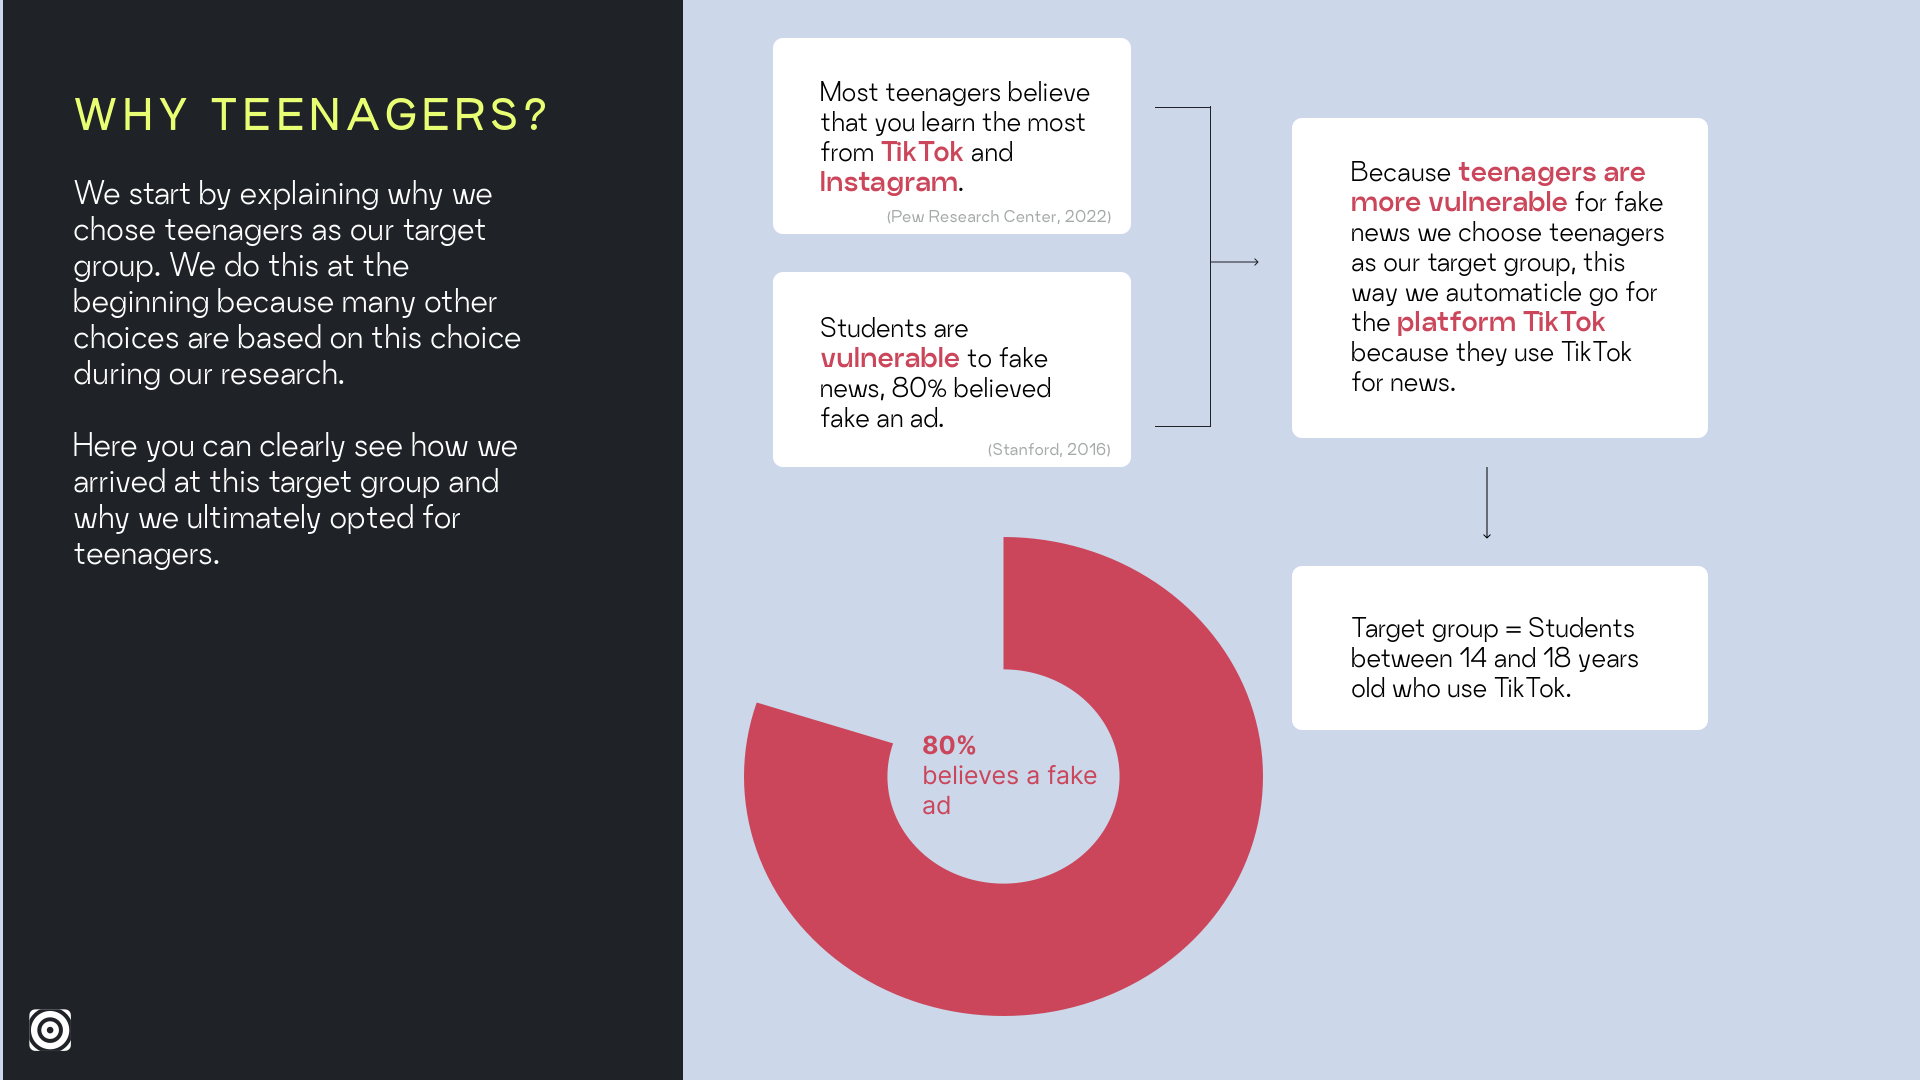 WHY TEENAGERS?
We start by explaining why we
chose teenagers as our target
group. We do this at the
beginning because many other
choices are based on this choice
during our research.
Here you can clearly see how we
arrived at this target group and
why we ultimately opted for
teenagers.
Most teenagers believe
that you learn the most
from TikTok and
Instagram.
(Pew Research Center, 2022)
Students are
vulnerable to fake
news, 80% believed
fake an ad.
(Stanford, 2016)
Because teenagers are
more vulnerable for fake
news we choose teenagers
as our target group, this
way we automaticle go for
the platform TikTok
because they use TikTok
for news.
Target group = Students
between 14 and 18 years
old who use TikTok.
80%
believes a fake
ad